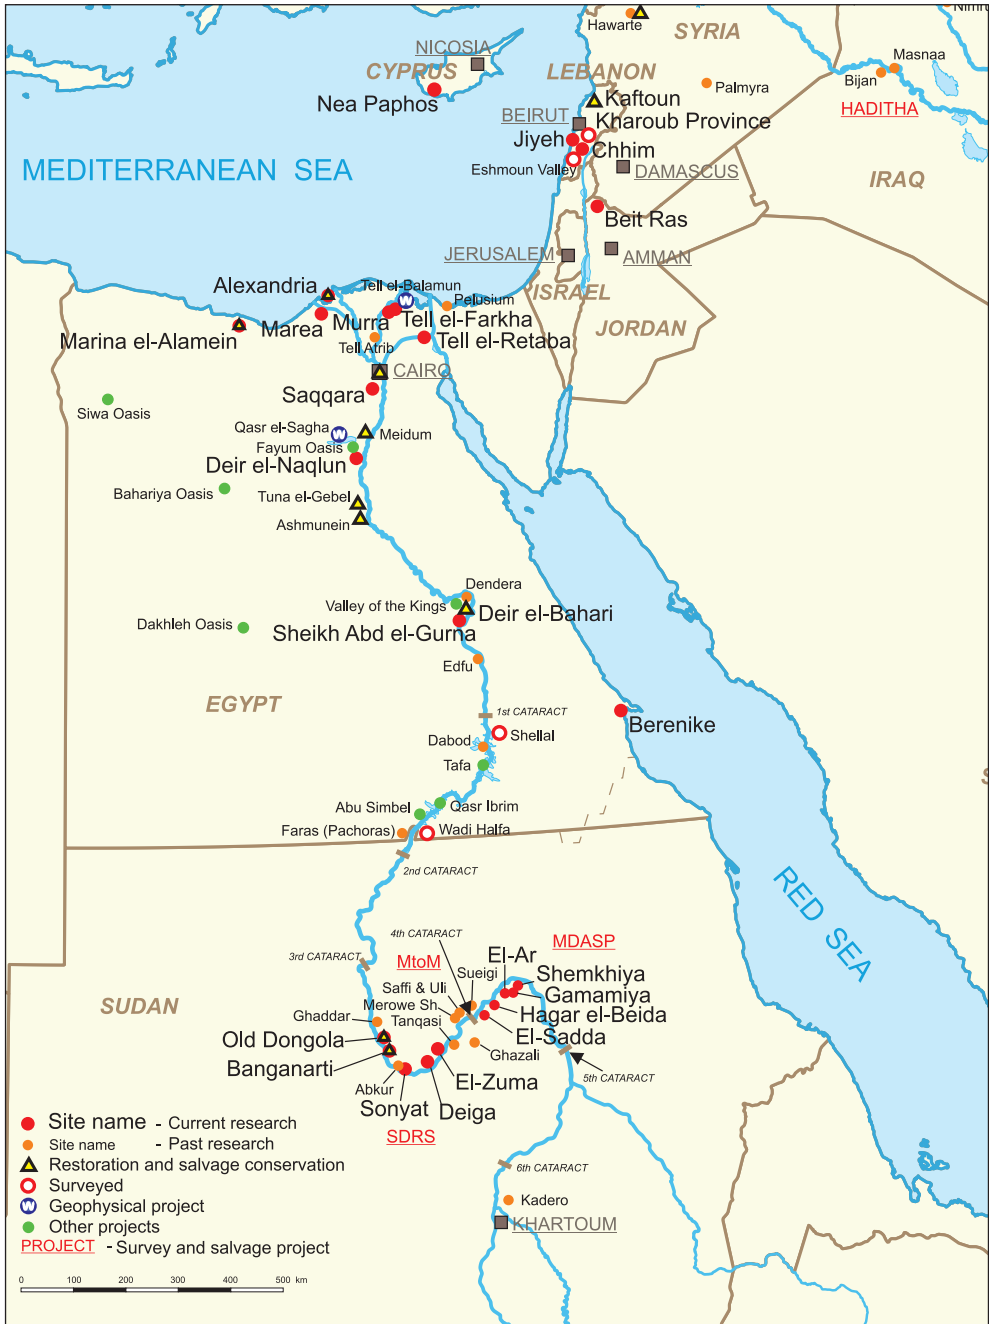 Hawarte
SYRIA
Nimru
NICOSIA
CYPRUS
LEBANON
Masnaa
Bijan
Palmyra
HADITHA
Nea Paphos
Kaftoun
BEIRUT
Kharoub Province
Jiyeh
Chhim
Eshmoun Valley
DAMASCUS
MEDITERRANEAN SEA
IRAQ
Beit Ras
JERUSALEM
AMMAN
ISRAEL
JORDAN
Alexandria
Tell el-Balamun
Pelusium
Marea
Murra
Tell el-Farkha
Marina el-Alamein
Tell Atrib
Tell el-Retaba
CAIRO
Saqqara
Siwa Oasis
Qasr el-Sagha
W
Meidum
Fayum Oasis
Deir el-Naqlun
Bahariya Oasis
Tuna el-Gebel
Ashmunein
Dendera
Valley of the Kings
Deir el-Bahari
Dakhleh Oasis
Sheikh Abd el-Gurna
Edfu
EGYPT
1st CATARACT
Berenike
Shellal
Dabod
Tafa
S
Abu Simbel
Qasr Ibrim
Faras (Pachoras)
Wadi Halfa
2nd CATARACT
RED SEA
4th CATARACT
MDASP
3rd CATARACT
MtoM
El-Ar
Sueigi
Shemkhiya
Saffi & Uli
Gamamiya
SUDAN
Merowe Sh.
Hagar el-Beida
Ghaddar
Tanqasi
El-Sadda
Old Dongola
Ghazali
Banganarti
5th CATARACT
El-Zuma
Abkur
Sonyat
Deiga
SDRS
Site name - Current research
Site name - Past research
Restoration and salvage conservation
Surveyed
W Geophysical project
Other projects
PROJECT - Survey and salvage project
6th CATARACT
Kadero
KHARTOUM
0 100 200 300 400 500 km